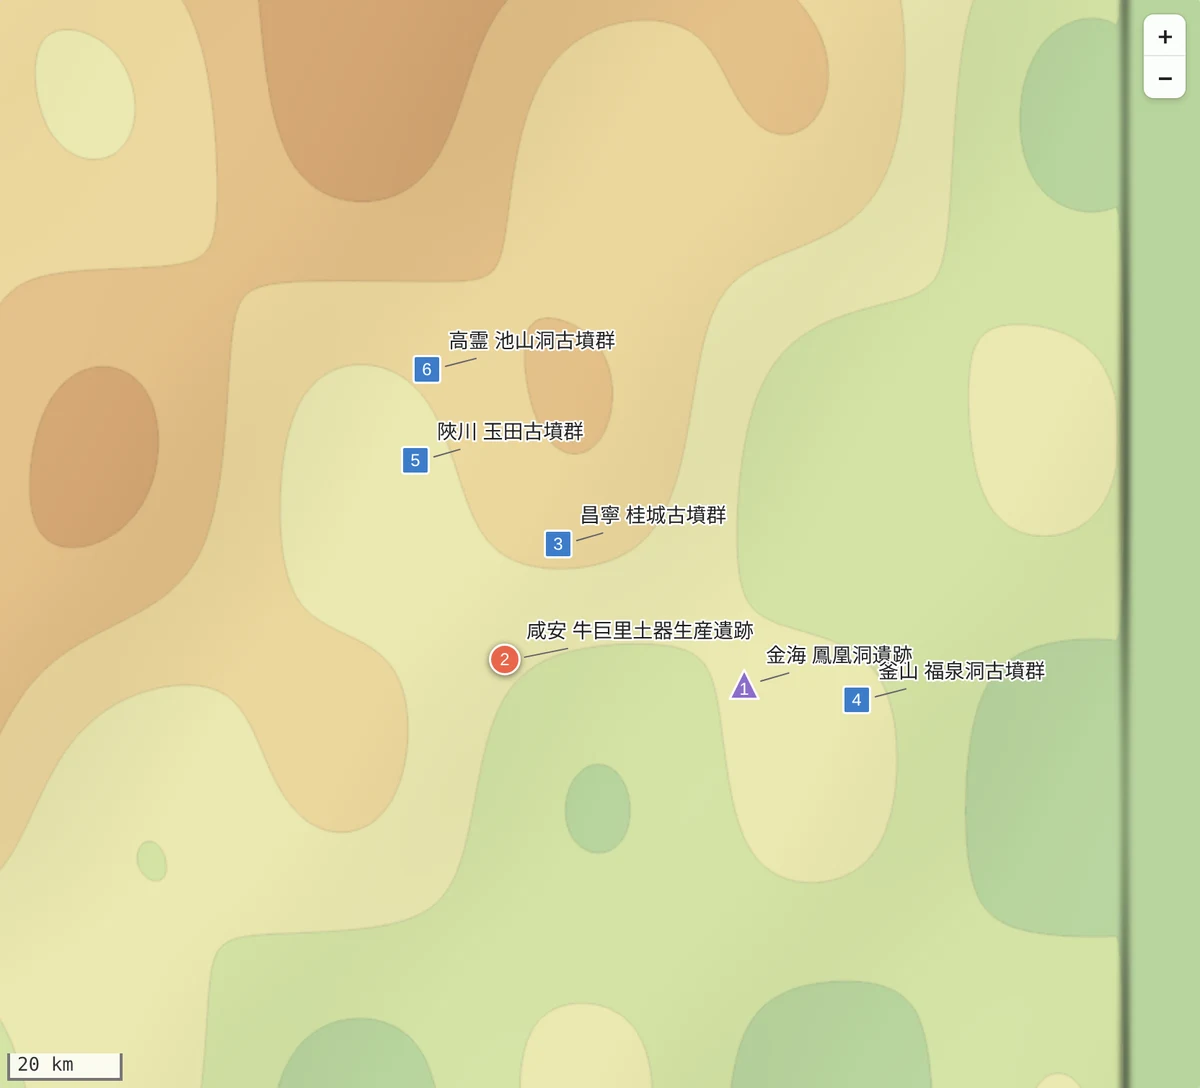 +
−
高霊 池山洞古墳群
6
陜川 玉田古墳群
5
昌寧 桂城古墳群
3
咸安 牛巨里土器生産遺跡
2
金海 鳳凰洞遺跡
釜山 福泉洞古墳群
1
4
20 km